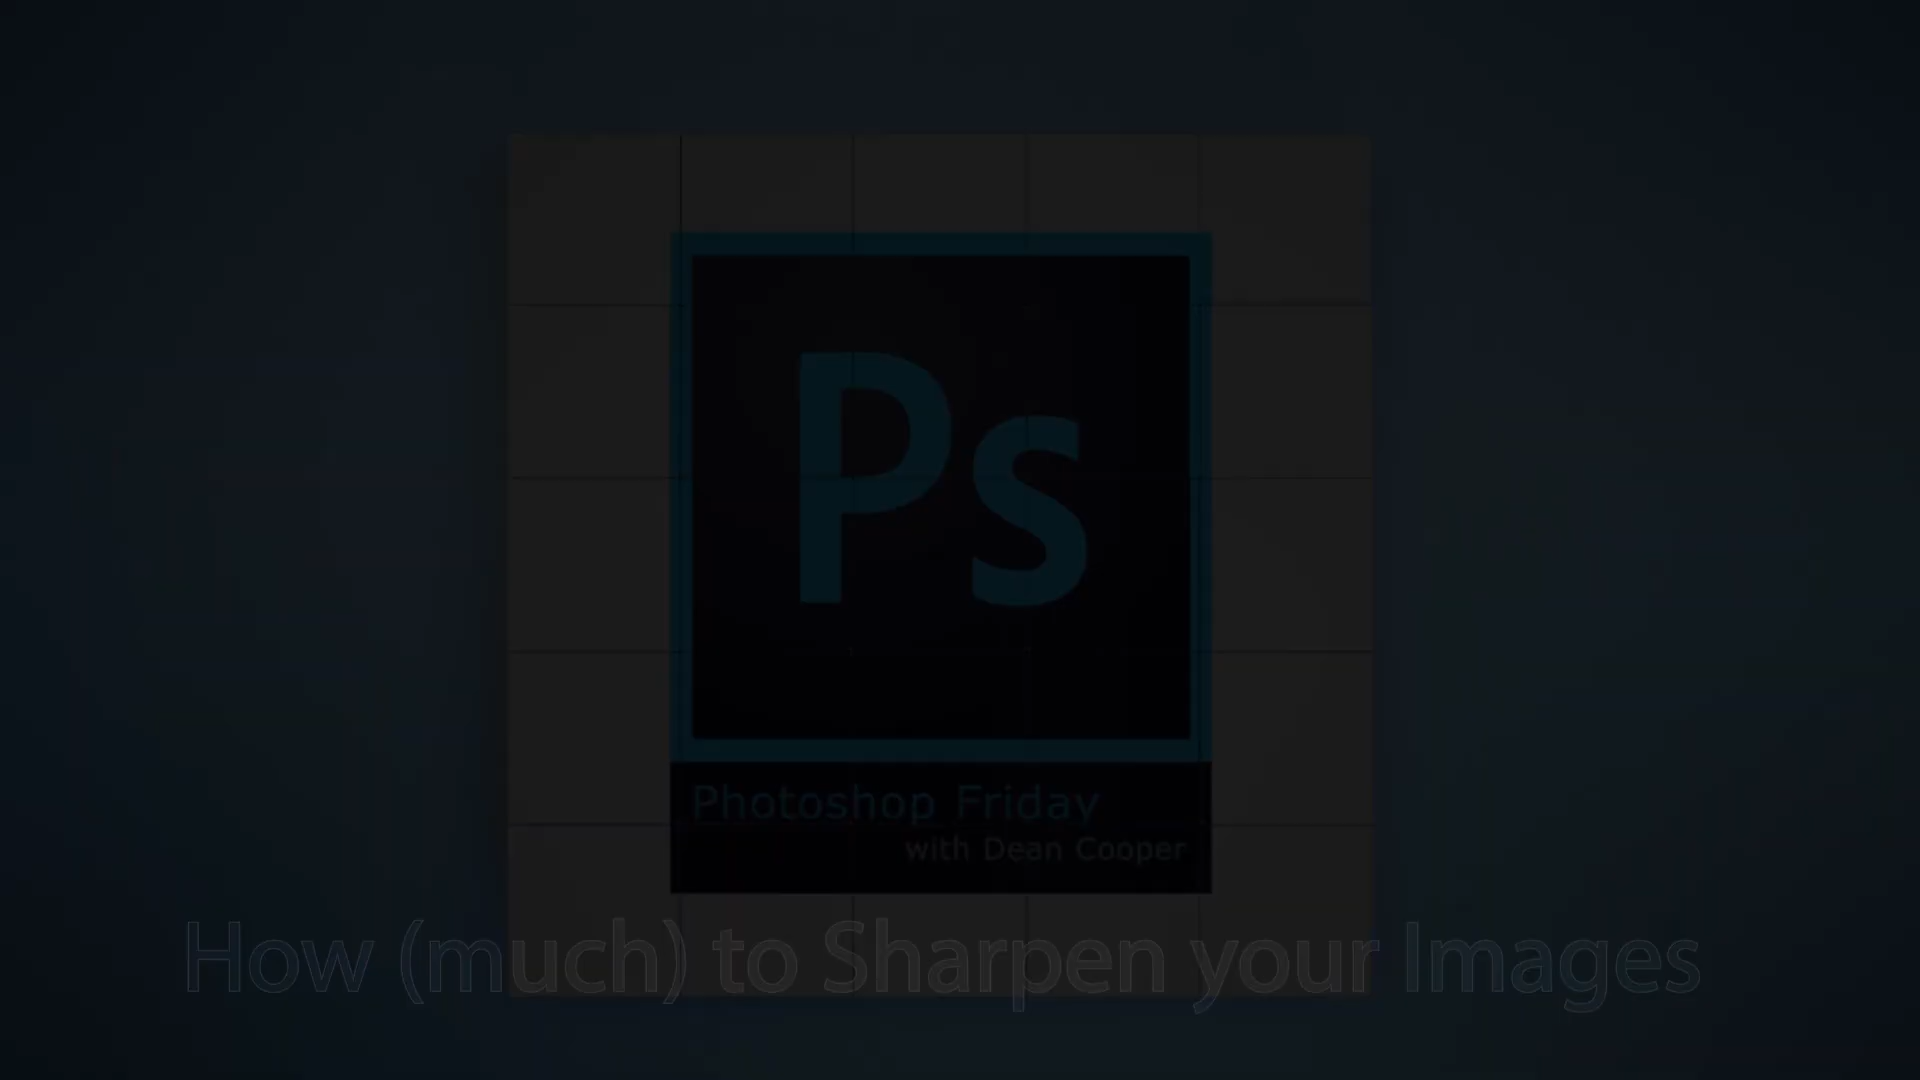 Ps
Photoshop Friday
with Dean Cooper
How (much) to Sharpen your Images